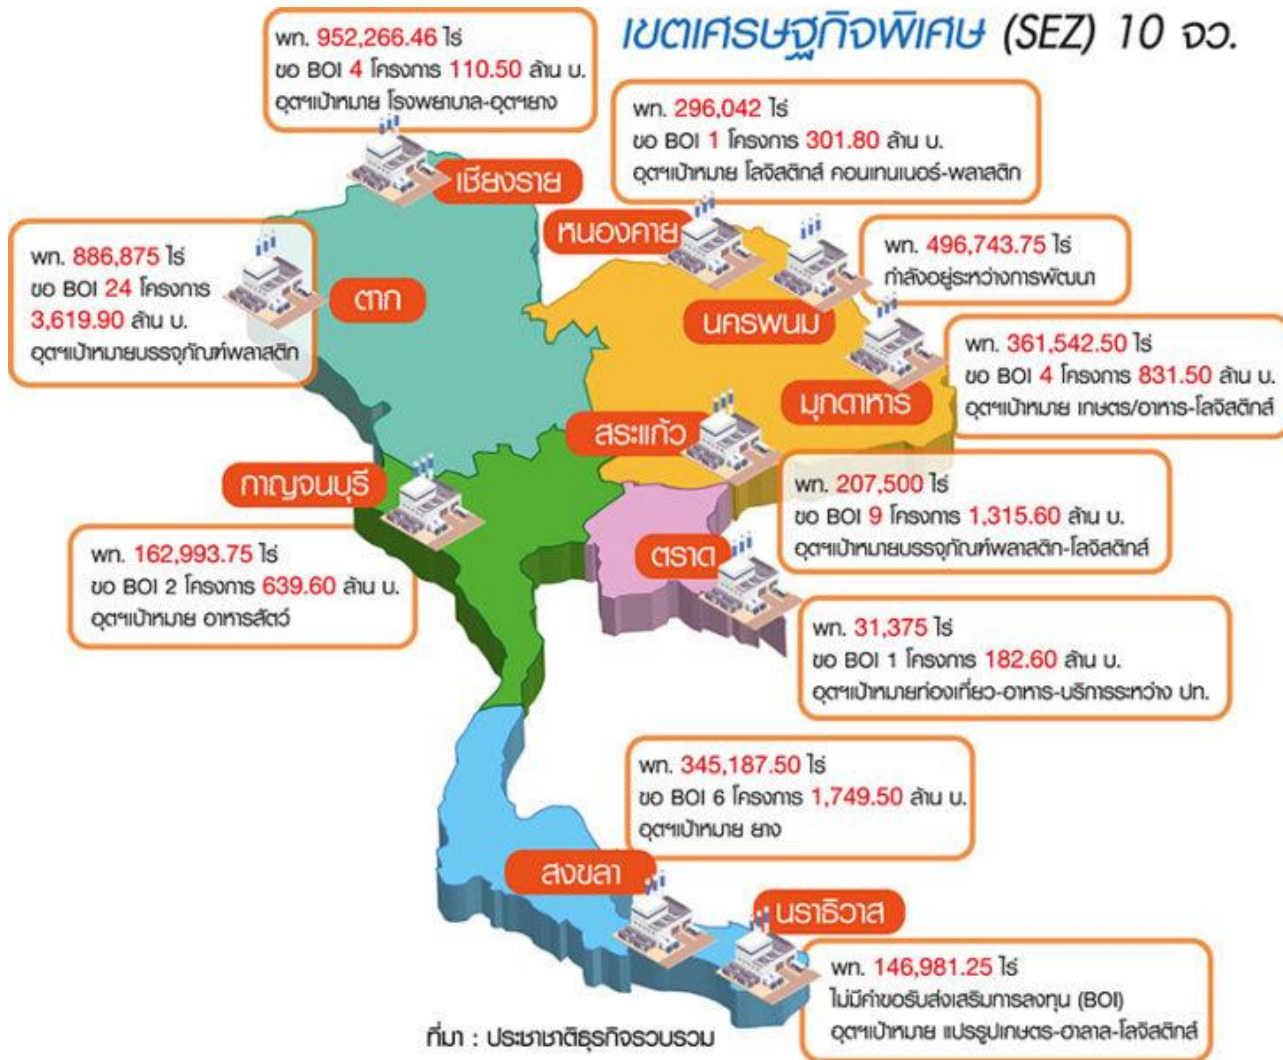 เขตเศรษฐกิจพิเศษ (SEZ) 10 จว.
พท. 952,266.46 ไร่
ขอ BOI 4 โครงการ 110.50 ล้าน บ.
อุตฯเป้าหมาย โรงพยาบาล-อุตฯยาง
เชียงราย
พท. 296,042 ไร่
ขอ BOI 1 โครงการ 301.80 ล้าน บ.
อุตฯเป้าหมาย โลจิสติกส์ คอนเทนเนอร์-พลาสติก
หนองคาย
พท. 886,875 ไร่
ขอ BOI 24 โครงการ
3,619.90 ล้าน บ.
อุตฯเป้าหมายบรรจุภัณฑ์พลาสติก
ตาก
พท. 496,743.75 ไร่
กำลังอยู่ระหว่างการพัฒนา
นครพนม
พท. 361,542.50 ไร่
ขอ BOI 4 โครงการ 831.50 ล้าน บ.
อุตฯเป้าหมาย เกษตร/อาหาร-โลจิสติกส์
มุกดาหาร
สระแก้ว
พท. 207,500 ไร่
ขอ BOI 9 โครงการ 1,315.60 ล้าน บ.
อุตฯเป้าหมายบรรจุภัณฑ์พลาสติก-โลจิสติกส์
กาญจนบุรี
พท. 162,993.75 ไร่
ขอ BOI 2 โครงการ 639.60 ล้าน บ.
อุตฯเป้าหมาย อาหารสัตว์
ตราด
พท. 31,375 ไร่
ขอ BOI 1 โครงการ 182.60 ล้าน บ.
อุตฯเป้าหมายท่องเที่ยว-อาหาร-บริการระหว่าง ปท.
พท. 345,187.50 ไร่
ขอ BOI 6 โครงการ 1,749.50 ล้าน บ.
อุตฯเป้าหมาย ยาง
สงขลา
นราธิวาส
พท. 146,981.25 ไร่
ไม่มีคำขอรับส่งเสริมการลงทุน (BOI)
อุตฯเป้าหมาย แปรรูปเกษตร-ฮาลาล-โลจิสติกส์
ที่มา : ประชาชาติธุรกิจรวบรวม